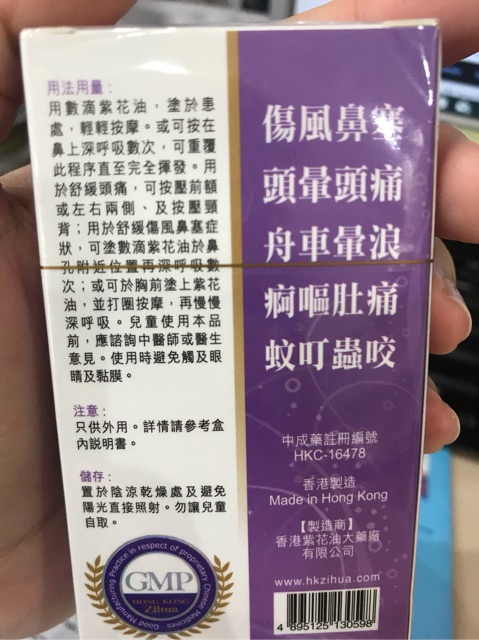 用法用量：
用數滴紫花油，塗於患
處，輕輕按摩。或可按在
鼻上深呼吸數次，可重覆
此程序直至完全揮發。用
於舒緩頭痛，可按壓前額
或左右兩側、及按壓頸
背；用於舒緩傷風鼻塞症
狀，可塗數滴紫花油於鼻
孔附近位置再深呼吸數
次；或可於胸前塗上紫花
油，並打圈按摩，再慢慢
深呼吸。兒童使用本品
前，應諮詢中醫師或醫生
意見。使用時避免觸及眼
睛及黏膜。
注意：
只供外用。詳情請參考盒
內說明書。
儲存：
置於陰涼乾燥處及避免
陽光直接照射。勿讓兒童
自取。
Good Manufacturing Practice in respect of proprietary Chinese Medicines
GMP
HONG KONG
Zihua
傷風鼻塞
頭暈頭痛
舟車暈浪
痾嘔肚痛
蚊叮蟲咬
中成藥註冊編號
HKC-16478
香港製造
Made in Hong Kong
【製造商】
香港紫花油大藥廠
有限公司
www.hkzihua.com
4 895125 130598